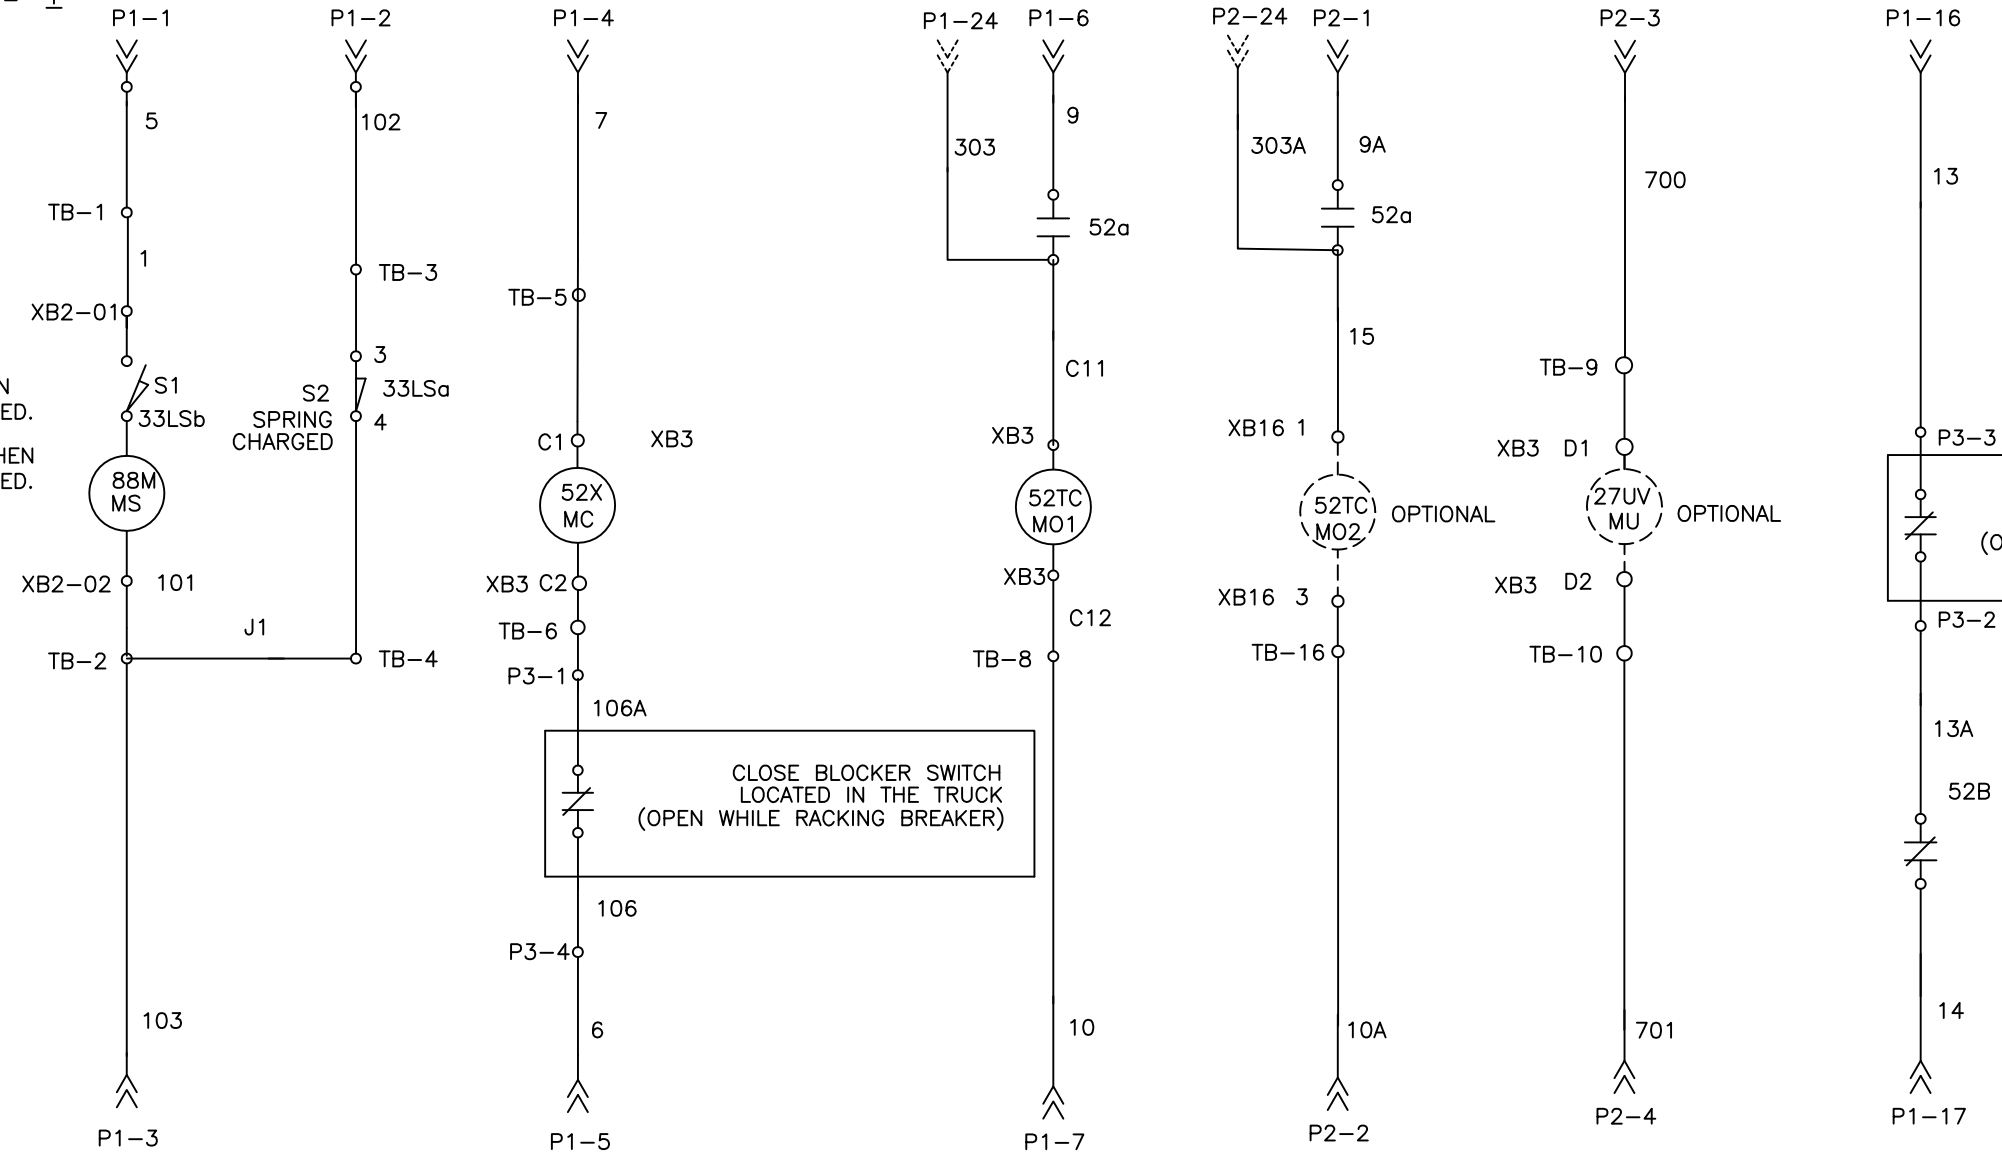 P1-1
P1-2
P1-4
P1-24
P1-6
P2-24
P2-1
P2-3
P1-16
5
102
7
303
9
303A
9A
700
13
TB-1
52a
52a
1
TB-3
XB2-01
TB-5
15
3
C11
TB-9
S1
S2
33LSa
ED.
33LSb
SPRING
4
CHARGED
C1
XB3
XB3
XB16 1
XB3 D1
P3-3
ED.
88M
MS
52X
MC
52TC
MO1
52TC
MO2
OPTIONAL
27UV
MU
OPTIONAL
XB2-02
101
XB3 C2
XB3
XB16 3
XB3 D2
J1
TB-6
C12
P3-2
TB-2
TB-4
TB-8
TB-16
TB-10
P3-1
106A
13A
CLOSE BLOCKER SWITCH
LOCATED IN THE TRUCK
(OPEN WHILE RACKING BREAKER)
52B
106
P3-4
103
6
10
10A
701
14
P1-3
P1-5
P1-7
P2-2
P2-4
P1-17